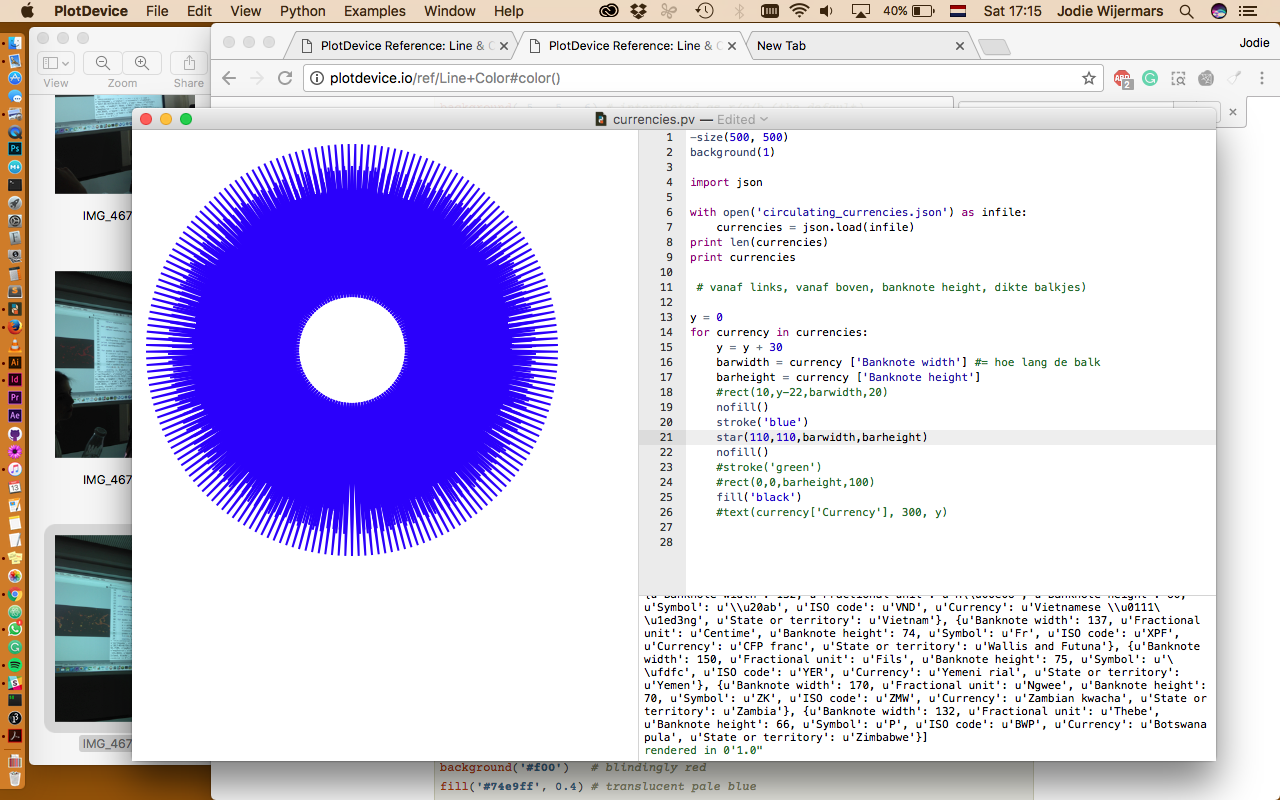 PlotDevice File Edit View Python Examples Window Help 40% Sat 17:15 Jodie Wijermars
PlotDevice Reference: Line & C
PlotDevice Reference: Line & C
New Tab
Jodie
plotdevice.io/ref/Line+Color#color()
2
View Zoom Share
IMG_467
IMG_467
IMG_467
currencies.pv — Edited
1 -size(500, 500)
2 background(1)
3
4 import json
5
6 with open('circulating_currencies.json') as infile:
7 currencies = json.load(infile)
8 print len(currencies)
9 print currencies
10
11 # vanaf links, vanaf boven, banknote height, dikte balkjes)
12
13 y = 0
14 for currency in currencies:
15 y = y + 30
16 barwidth = currency ['Banknote width'] #= hoe lang de balk
17 barheight = currency ['Banknote height']
18 #rect(10,y-22,barwidth,20)
19 nofill()
20 stroke('blue')
21 star(110,110,barwidth,barheight)
22 nofill()
23 #stroke('green')
24 #rect(0,0,barheight,100)
25 fill('black')
26 #text(currency['Currency'], 300, y)
27
28
u'Symbol': u'\\u20ab', u'ISO code': u'VND', u'Currency': u'Vietnamese \\u0111\
\u1ed3ng', u'State or territory': u'Vietnam'}, {u'Banknote width': 137, u'Fractional
unit': u'Centime', u'Banknote height': 74, u'Symbol': u'Fr', u'ISO code': u'XPF',
u'Currency': u'CFP franc', u'State or territory': u'Wallis and Futuna'}, {u'Banknote
width': 150, u'Fractional unit': u'Fils', u'Banknote height': 75, u'Symbol': u'\
\ufdfc', u'ISO code': u'YER', u'Currency': u'Yemeni rial', u'State or territory':
u'Yemen'}, {u'Banknote width': 170, u'Fractional unit': u'Ngwee', u'Banknote height':
70, u'Symbol': u'ZK', u'ISO code': u'ZMW', u'Currency': u'Zambian kwacha', u'State or
territory': u'Zambia'}, {u'Banknote width': 132, u'Fractional unit': u'Thebe',
u'Banknote height': 66, u'Symbol': u'P', u'ISO code': u'BWP', u'Currency': u'Botswana
pula', u'State or territory': u'Zimbabwe'}]
rendered in 0'1.0"
background('#f00') # blindingly red
fill('#74e9ff', 0.4) # translucent pale blue